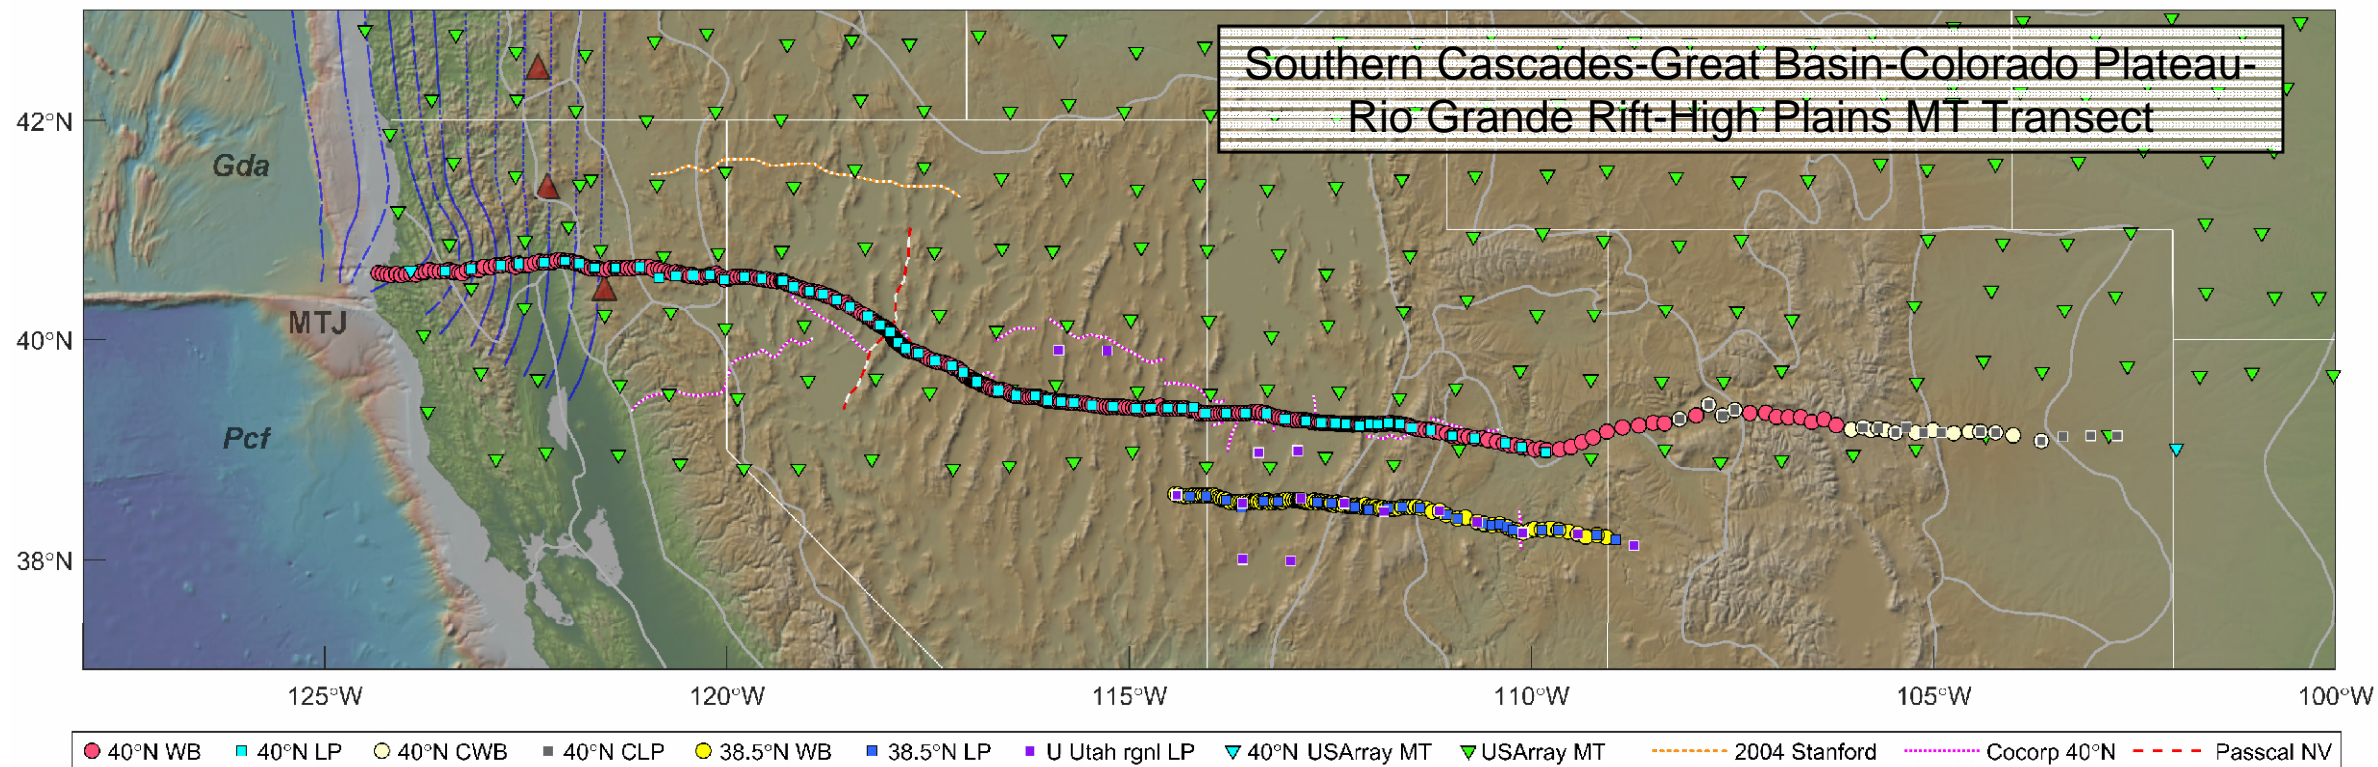 Southern Cascades-Great Basin-Colorado Plateau-
Rio Grande Rift-High Plains MT Transect
42°N
Gda
MTJ
40°N
Pcf
38°N
125°W 120°W 115°W 110°W 105°W 100°W
40°N WB 40°N LP 40°N CWB 40°N CLP 38.5°N WB 38.5°N LP U Utah rgnl LP 40°N USArray MT USArray MT 2004 Stanford Cocorp 40°N Passcal NV